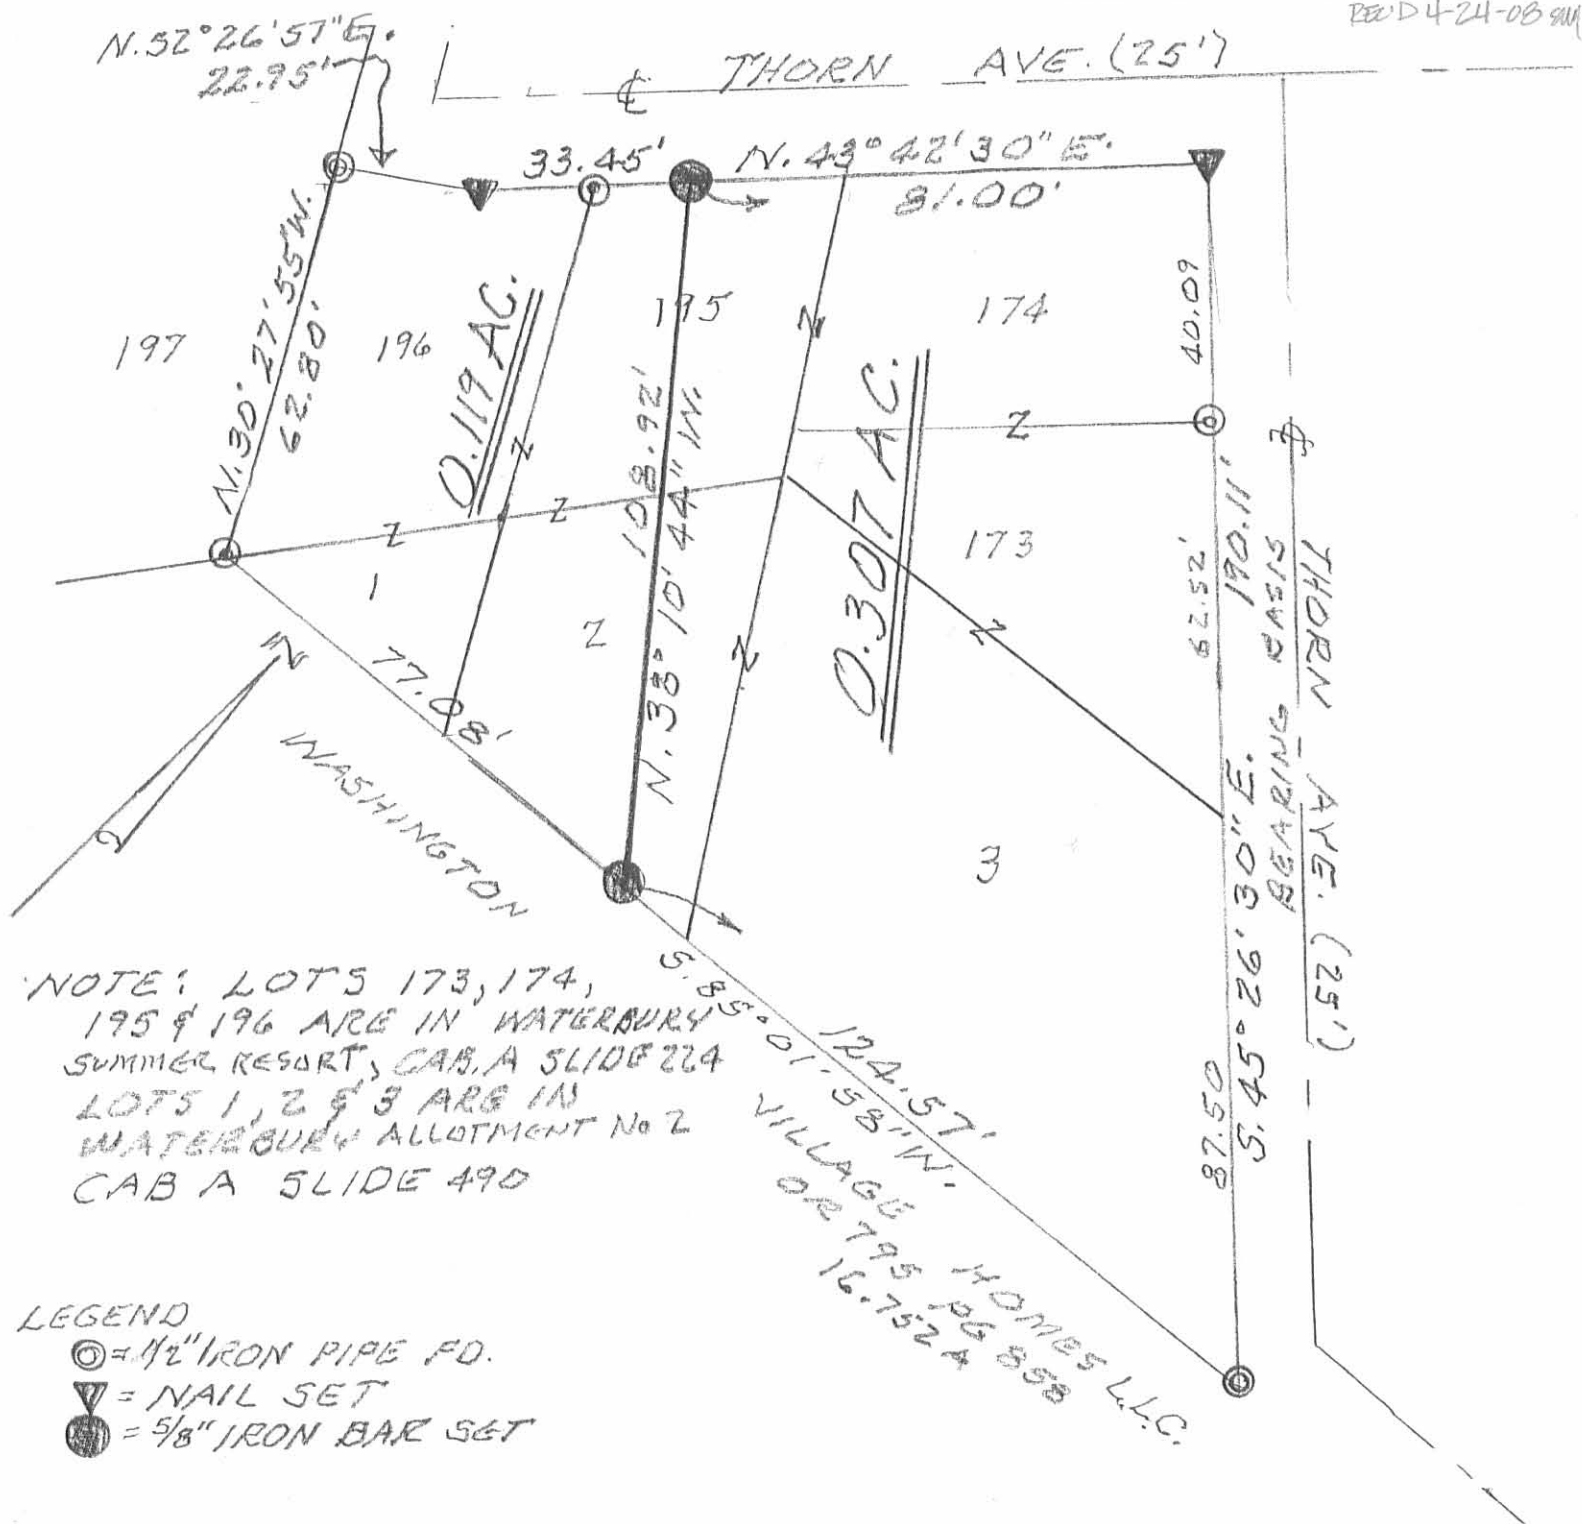 REC'D 4-24-08
N.52°26'57"E.
22.95'
THORN AVE. (25')
33.45'
N. 43°42'30"E.
81.00'
N.30°27'55"W.
62.80'
197
196
0.119 AC.
195
174
40.09
108.92'
N.38°10'44"W.
0.307 AC.
173
62.52'
190.11'
S.45°26'30"E.
BEARING BASIS
THORN AVE. (25')
1
2
3
77.08'
87.50
N
WASHINGTON
S.85°01'58"W.
124.57'
VILLAGE HOMES L.L.C.
OR 795 PG 858
16.752 A
NOTE: LOTS 173, 174,
195 & 196 ARE IN WATERBURY
SUMMER RESORT, CAB. A SLIDE 224
LOTS 1, 2 & 3 ARE IN
WATERBURY ALLOTMENT No 2
CAB A SLIDE 490
LEGEND
= 1/2" IRON PIPE FD.
= NAIL SET
= 5/8" IRON BAR SET